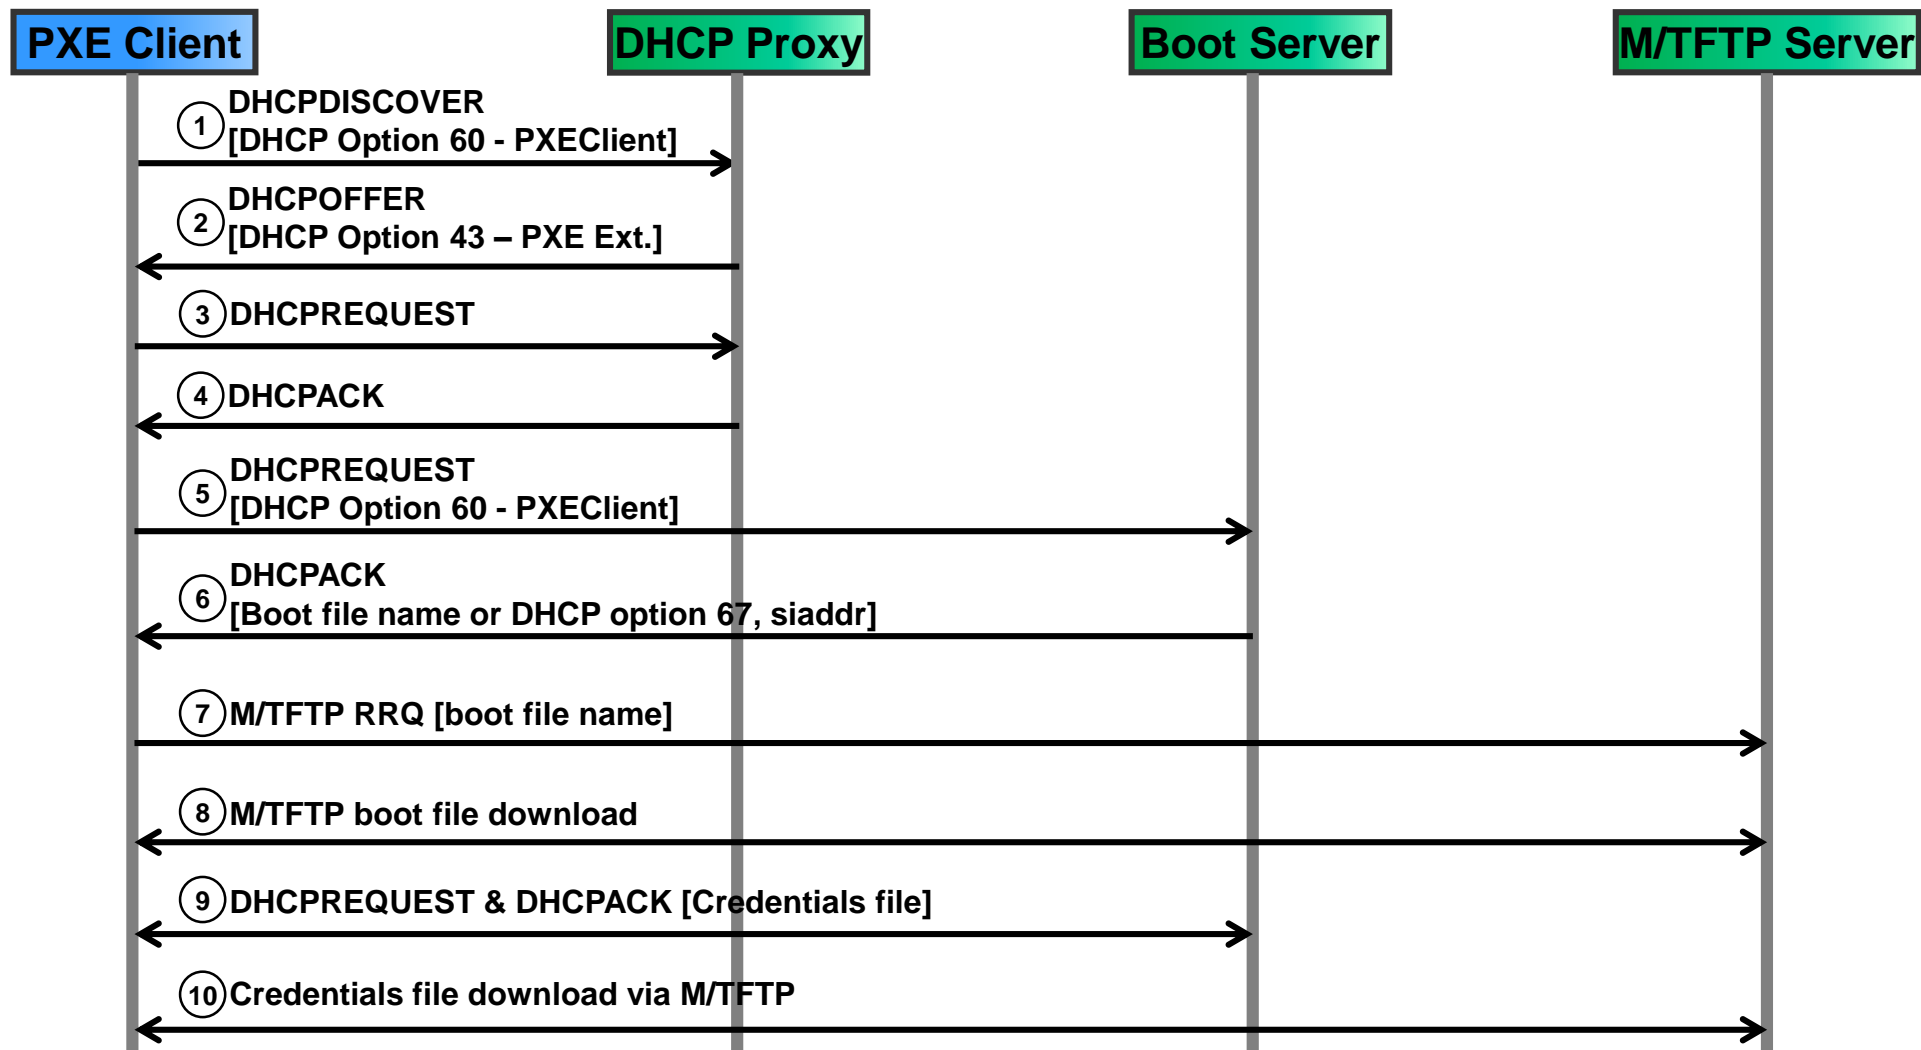 PXE Client
DHCP Proxy
Boot Server
M/TFTP Server
1
DHCPDISCOVER
[DHCP Option 60 - PXEClient]
2
DHCPOFFER
[DHCP Option 43 – PXE Ext.]
3 DHCPREQUEST
4 DHCPACK
5
DHCPREQUEST
[DHCP Option 60 - PXEClient]
6
DHCPACK
[Boot file name or DHCP option 67, siaddr]
7 M/TFTP RRQ [boot file name]
8 M/TFTP boot file download
9 DHCPREQUEST & DHCPACK [Credentials file]
10 Credentials file download via M/TFTP